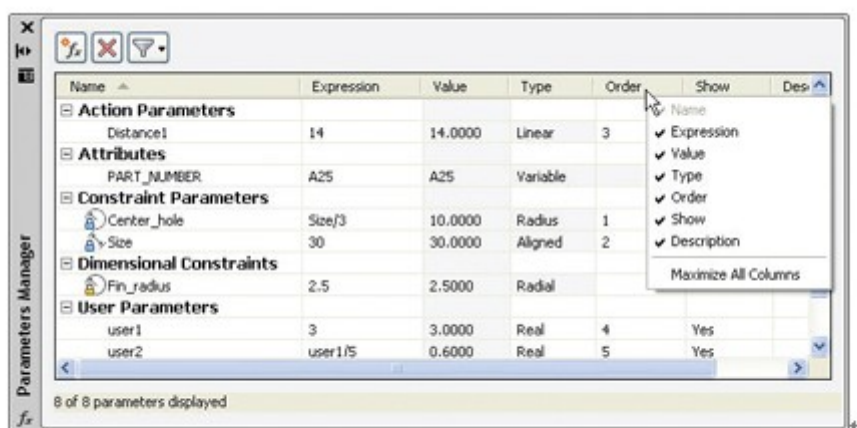 Name Expression Value Type Order Show Des
Action Parameters
Distance1 14 14.0000 Linear 3
Attributes
PART_NUMBER A25 A25 Variable
Constraint Parameters
Center_hole Size/3 10.0000 Radius 1
Size 30 30.0000 Aligned 2
Dimensional Constraints
Fin_radius 2.5 2.5000 Radial
User Parameters
user1 3 3.0000 Real 4 Yes
user2 user1/5 0.6000 Real 5 Yes
Name
Expression
Value
Type
Order
Show
Description
Maximize All Columns
8 of 8 parameters displayed
Parameters Manager
fx